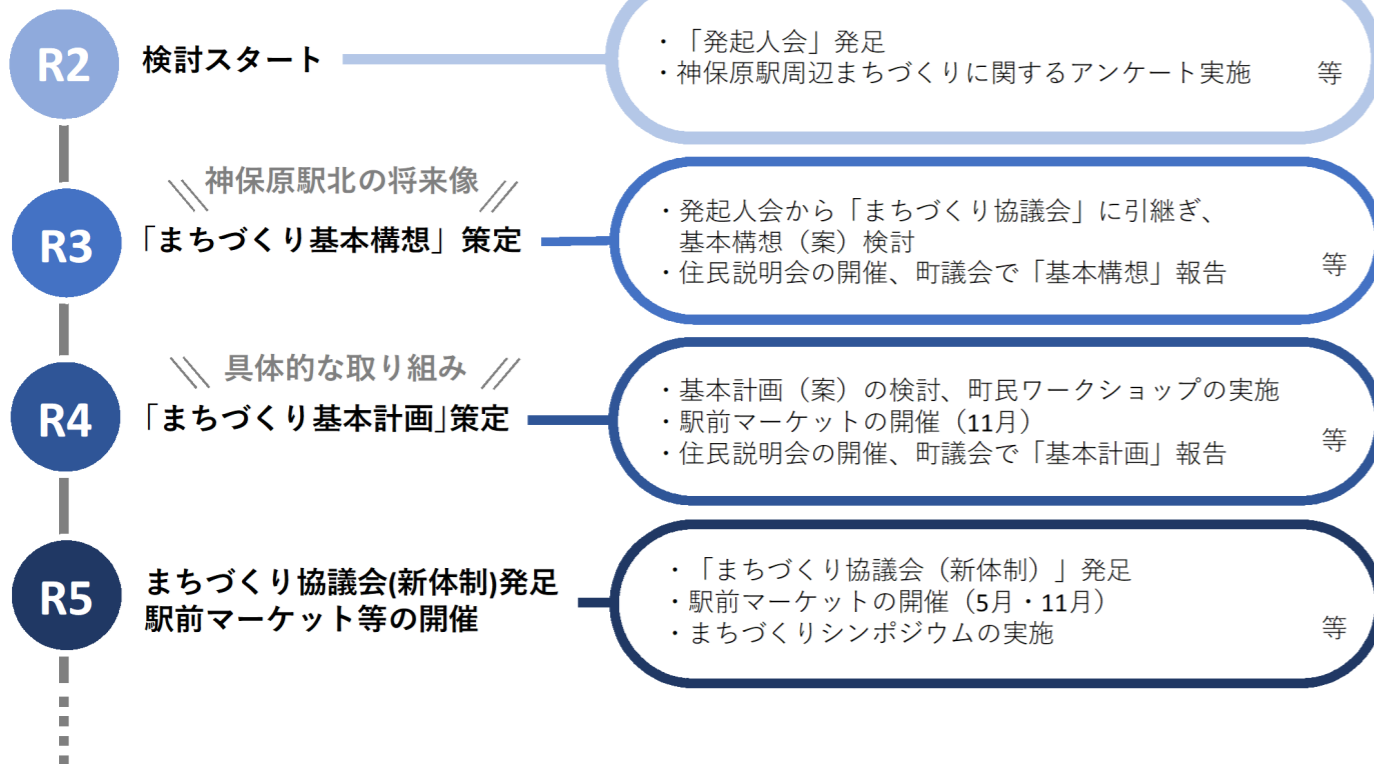 R2
検討スタート
・「発起人会」発足
・神保原駅周辺まちづくりに関するアンケート実施 等
神保原駅北の将来像
R3
「まちづくり基本構想」策定
・発起人会から「まちづくり協議会」に引継ぎ、
基本構想（案）検討
・住民説明会の開催、町議会で「基本構想」報告 等
具体的な取り組み
R4
「まちづくり基本計画」策定
・基本計画（案）の検討、町民ワークショップの実施
・駅前マーケットの開催（11月）
・住民説明会の開催、町議会で「基本計画」報告 等
R5
まちづくり協議会(新体制)発足
駅前マーケット等の開催
・「まちづくり協議会（新体制）」発足
・駅前マーケットの開催（5月・11月）
・まちづくりシンポジウムの実施 等